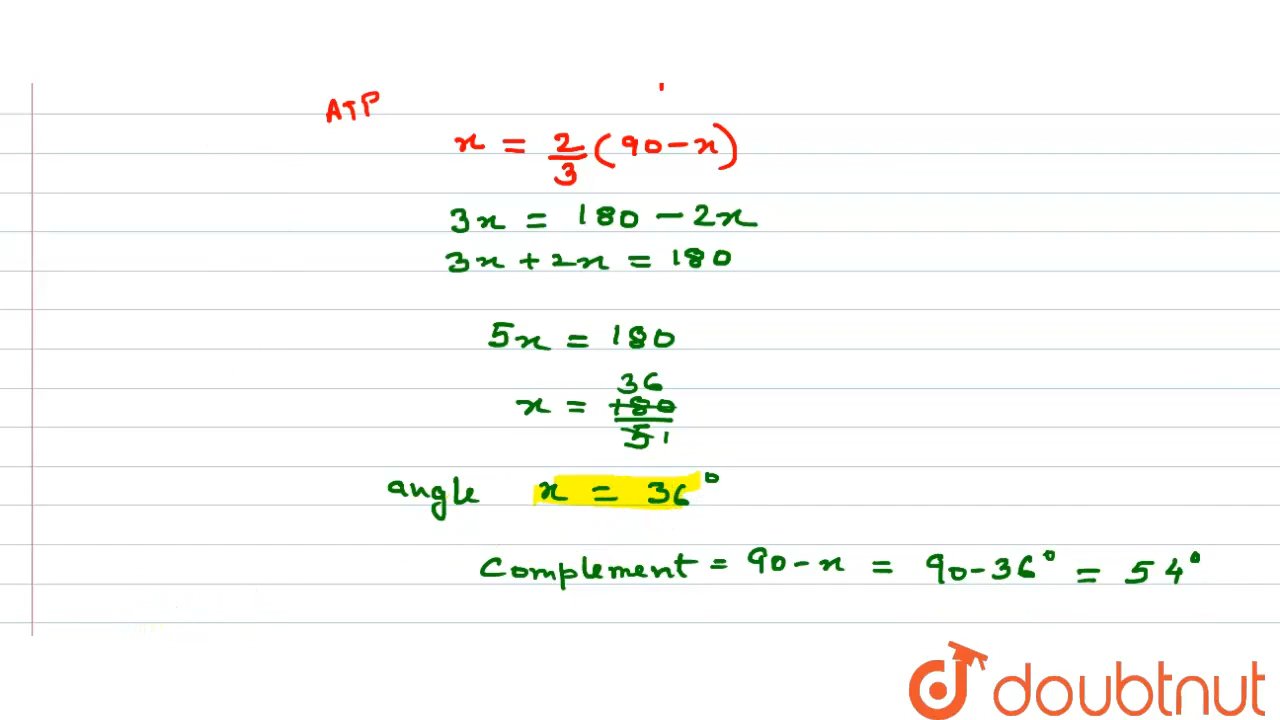 ATP
x = 2/3 (90-x)
3x = 180 - 2x
3x + 2x = 180
5x = 180
36
x = 180/5 1
angle x = 36°
Complement = 90-x = 90-36° = 54°
doubtnut